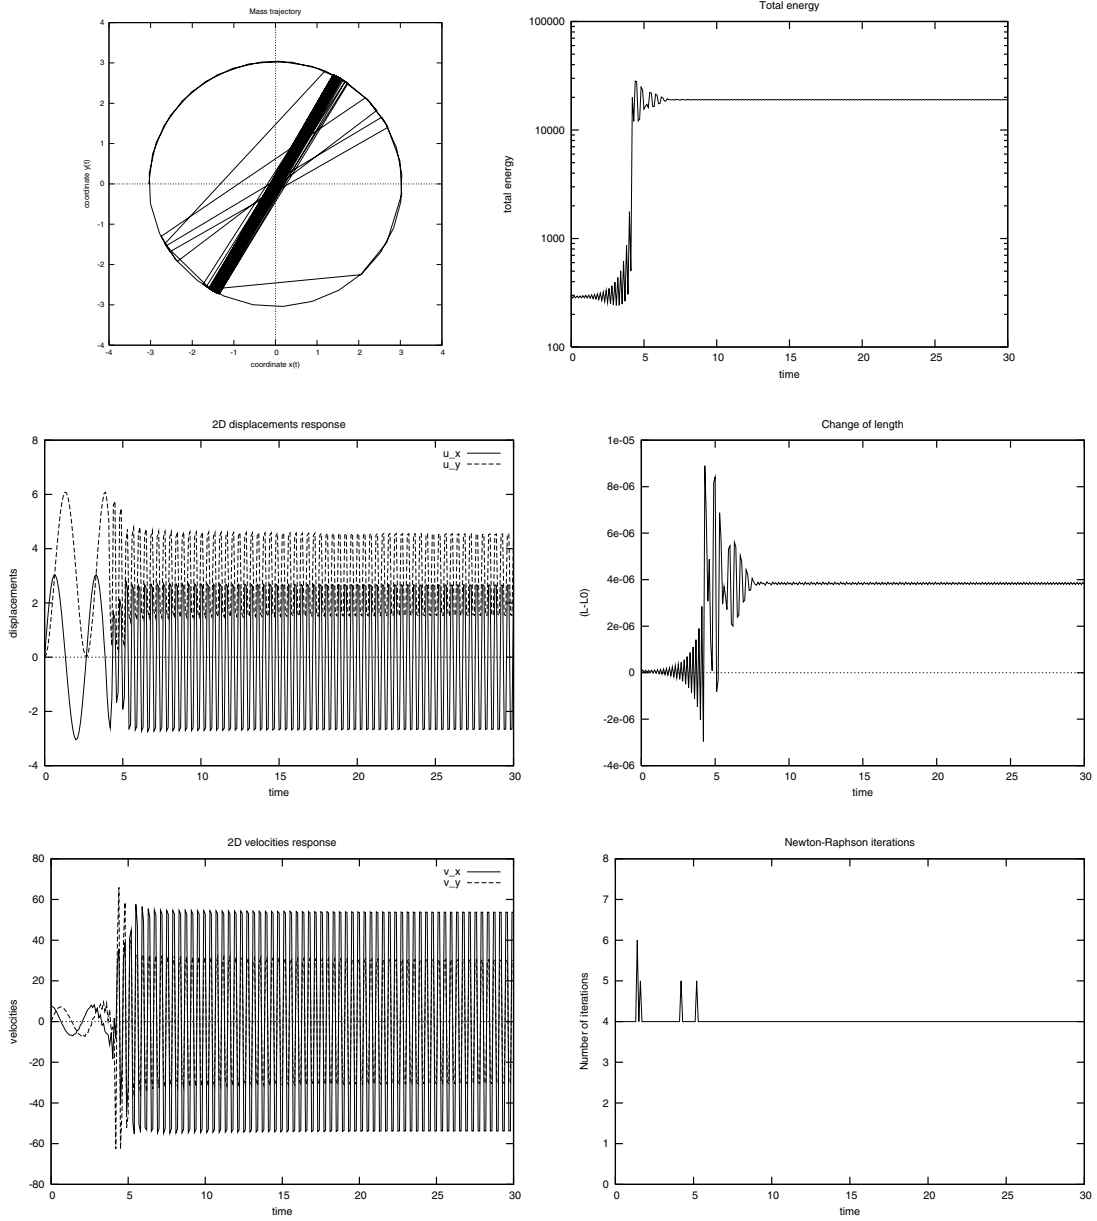 Mass trajectory
4
3
2
1
0
-1
-2
-3
-4
coordinate y(t)
-4 -3 -2 -1 0 1 2 3 4
coordinate x(t)
Total energy
100000
10000
1000
100
total energy
0 5 10 15 20 25 30
time
2D displacements response
8
6
4
2
0
-2
-4
displacements
u_x
u_y
0 5 10 15 20 25 30
time
Change of length
1e-05
8e-06
6e-06
4e-06
2e-06
0
-2e-06
-4e-06
(L-L0)
0 5 10 15 20 25 30
time
2D velocities response
80
60
40
20
0
-20
-40
-60
-80
velocities
v_x
v_y
0 5 10 15 20 25 30
time
Newton-Raphson iterations
8
7
6
5
4
3
2
1
0
Number of iterations
0 5 10 15 20 25 30
time